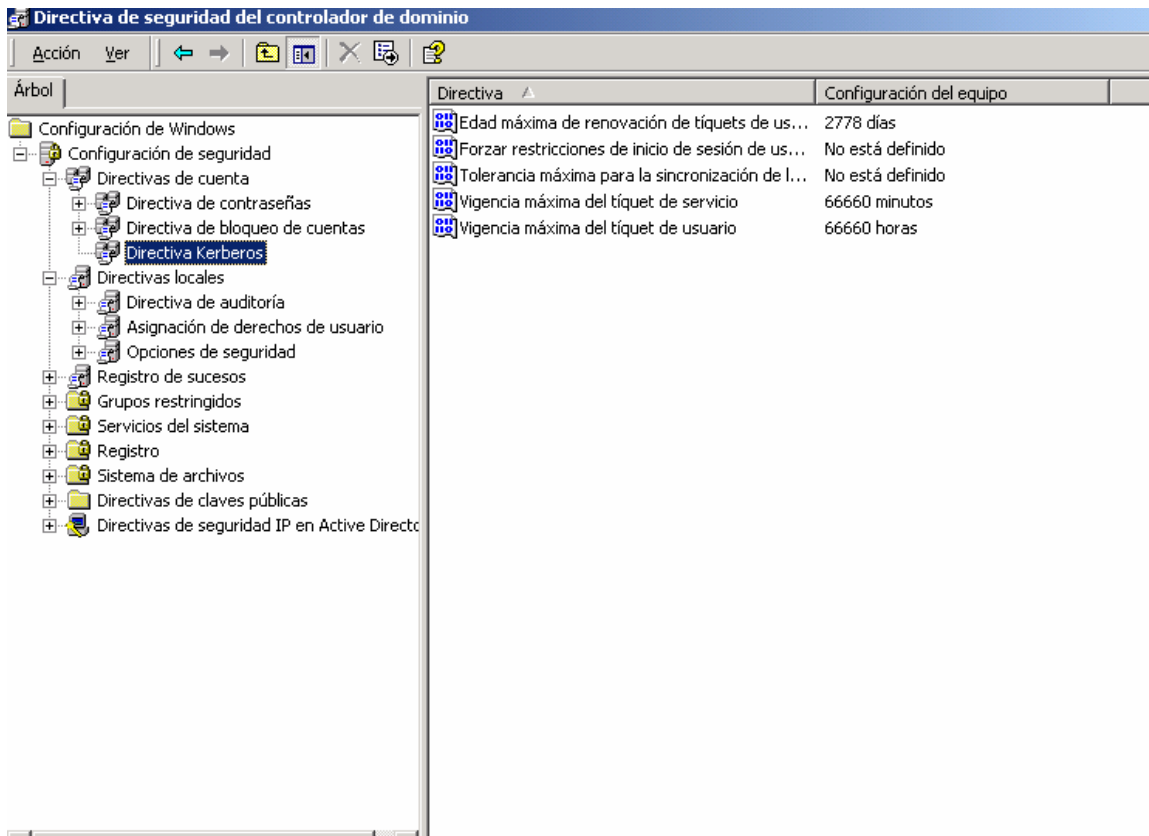 Directiva de seguridad del controlador de dominio
Acción Ver
Árbol
Configuración de Windows
Configuración de seguridad
Directivas de cuenta
Directiva de contraseñas
Directiva de bloqueo de cuentas
Directiva Kerberos
Directivas locales
Directiva de auditoría
Asignación de derechos de usuario
Opciones de seguridad
Registro de sucesos
Grupos restringidos
Servicios del sistema
Registro
Sistema de archivos
Directivas de claves públicas
Directivas de seguridad IP en Active Directo
Directiva Configuración del equipo
Edad máxima de renovación de tíquets de us... 2778 días
Forzar restricciones de inicio de sesión de us... No está definido
Tolerancia máxima para la sincronización de l... No está definido
Vigencia máxima del tíquet de servicio 66660 minutos
Vigencia máxima del tíquet de usuario 66660 horas